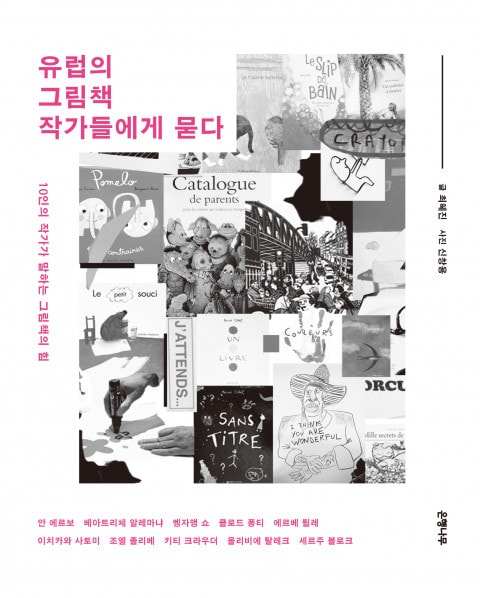 유럽의
그림책
작가들에게 묻다
10인의 작가가 말하는 그림책의 힘
글 최혜진 사진 신창용
LE
SLIP
DE
BAIN
CRAYON
Pomelo
contraires
Catalogue
de parents
Le petit souci
J'ATTENDS...
UN
LIVRE
COULEURS
SANS
TITRE
I THINK
YOU ARE
WONDERFUL
안 에르보 베아트리체 알레마냐 벵자맹 쇼 클로드 퐁티 에르베 튈레
이치카와 사토미 조엘 졸리베 키티 크라우더 올리비에 탈레크 세르주 블로크
은행나무